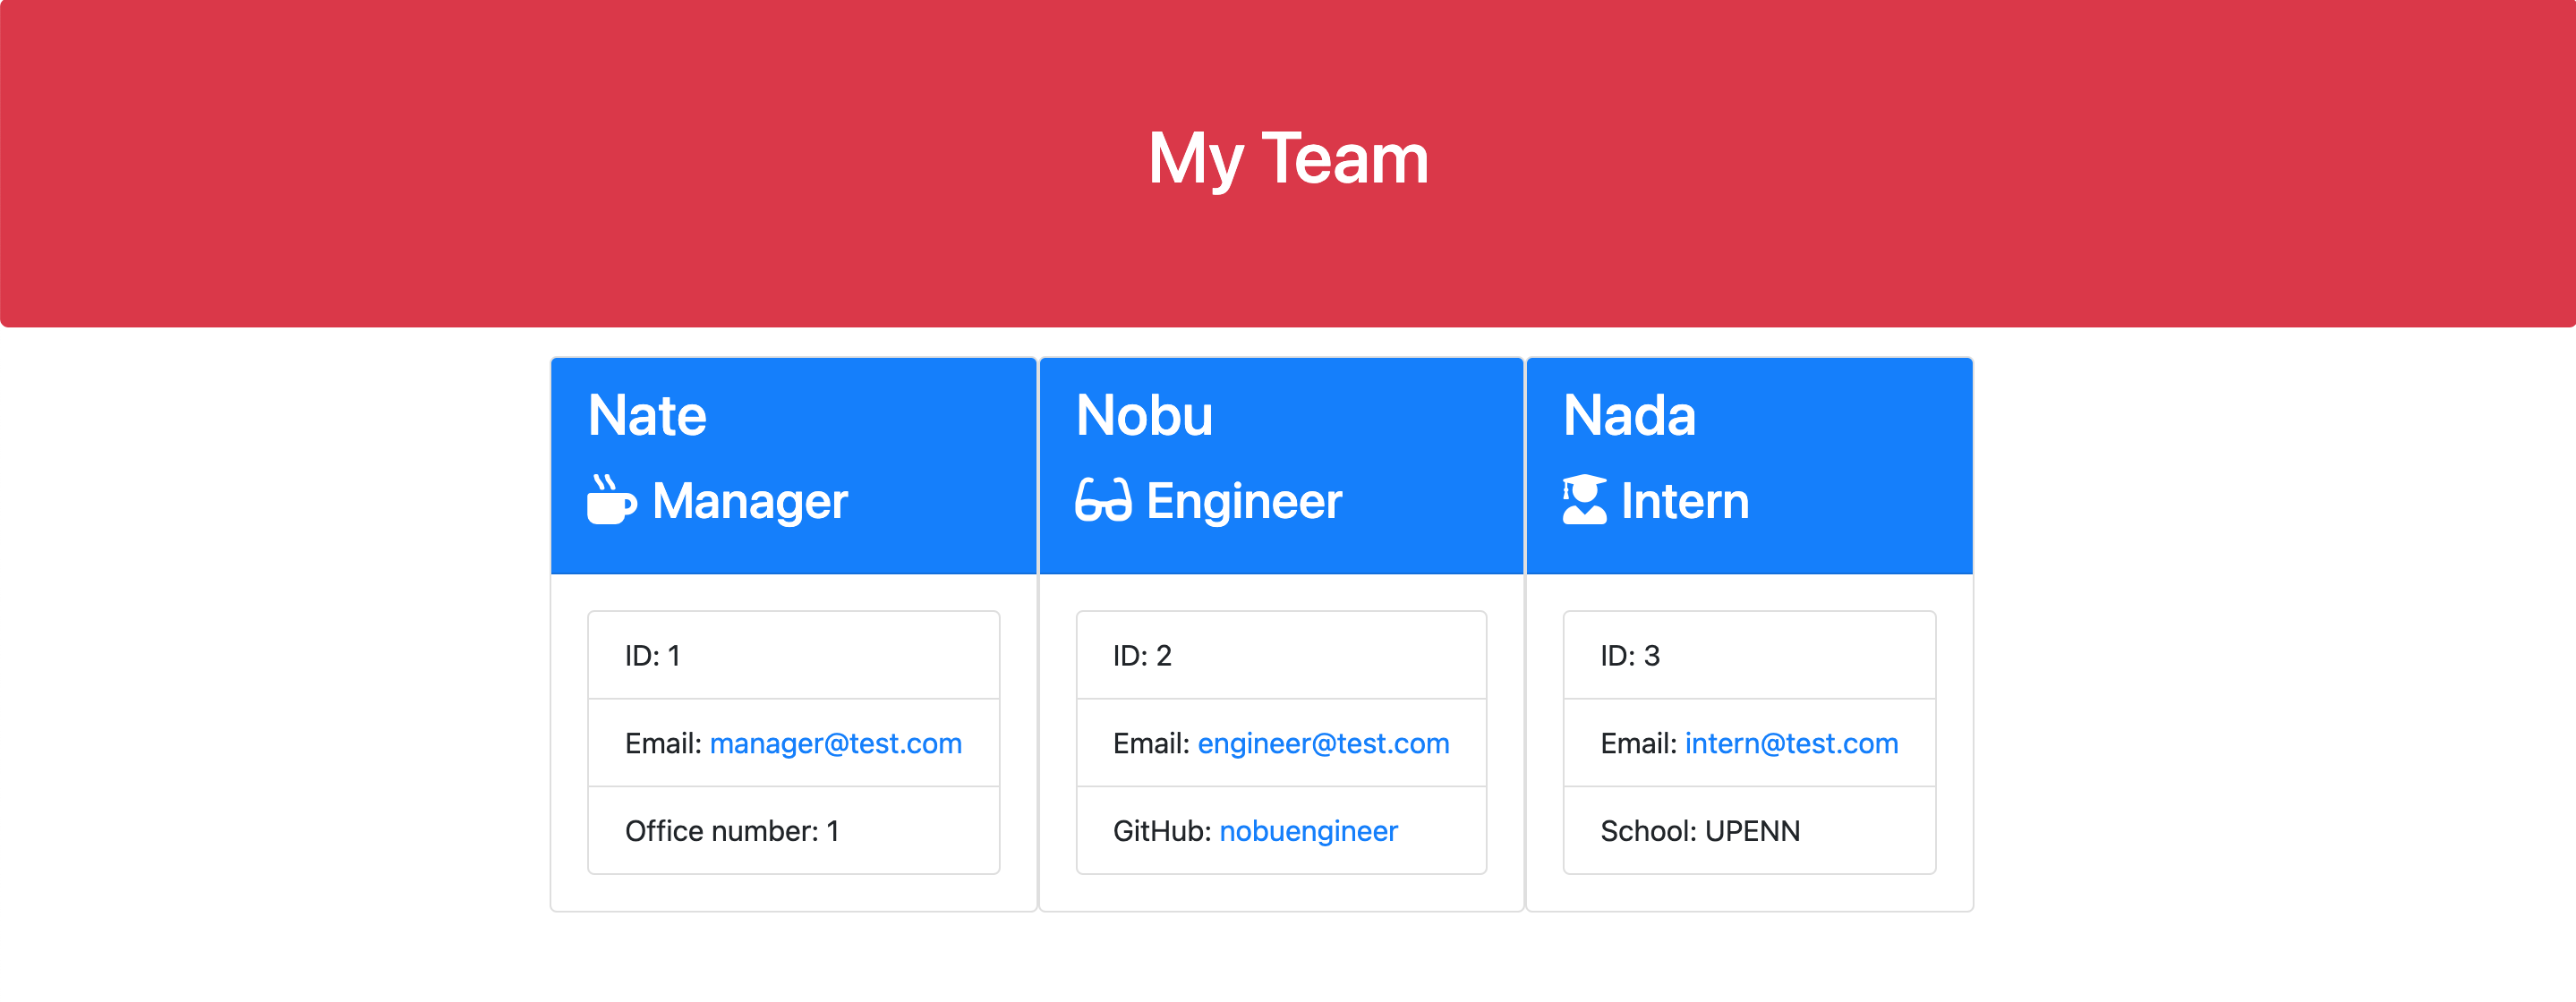 My Team
Nate
Manager
ID: 1
Email: manager@test.com
Office number: 1
Nobu
Engineer
ID: 2
Email: engineer@test.com
GitHub: nobuengineer
Nada
Intern
ID: 3
Email: intern@test.com
School: UPENN